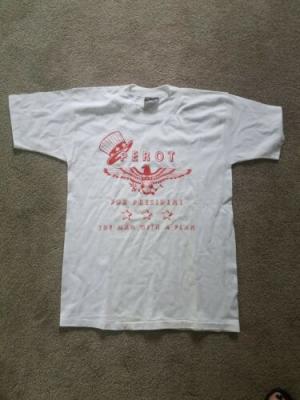 PEROT
FOR PRESIDENT
THE MAN WITH A PLAN